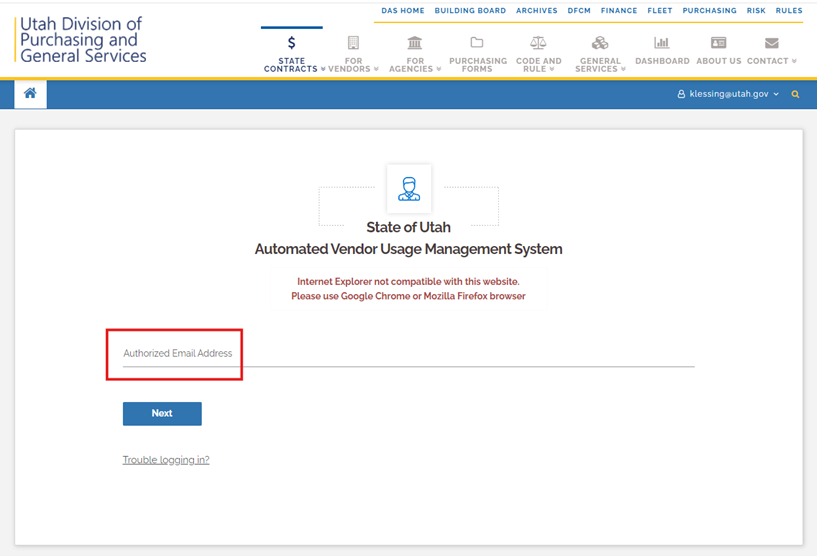 Utah Division of
Purchasing and
General Services
DAS HOME BUILDING BOARD ARCHIVES DFCM FINANCE FLEET PURCHASING RISK RULES
STATE CONTRACTS
FOR VENDORS
FOR AGENCIES
PURCHASING FORMS
CODE AND RULE
GENERAL SERVICES
DASHBOARD
ABOUT US
CONTACT
klessing@utah.gov
State of Utah
Automated Vendor Usage Management System
Internet Explorer not compatible with this website.
Please use Google Chrome or Mozilla Firefox browser
Authorized Email Address
Next
Trouble logging in?